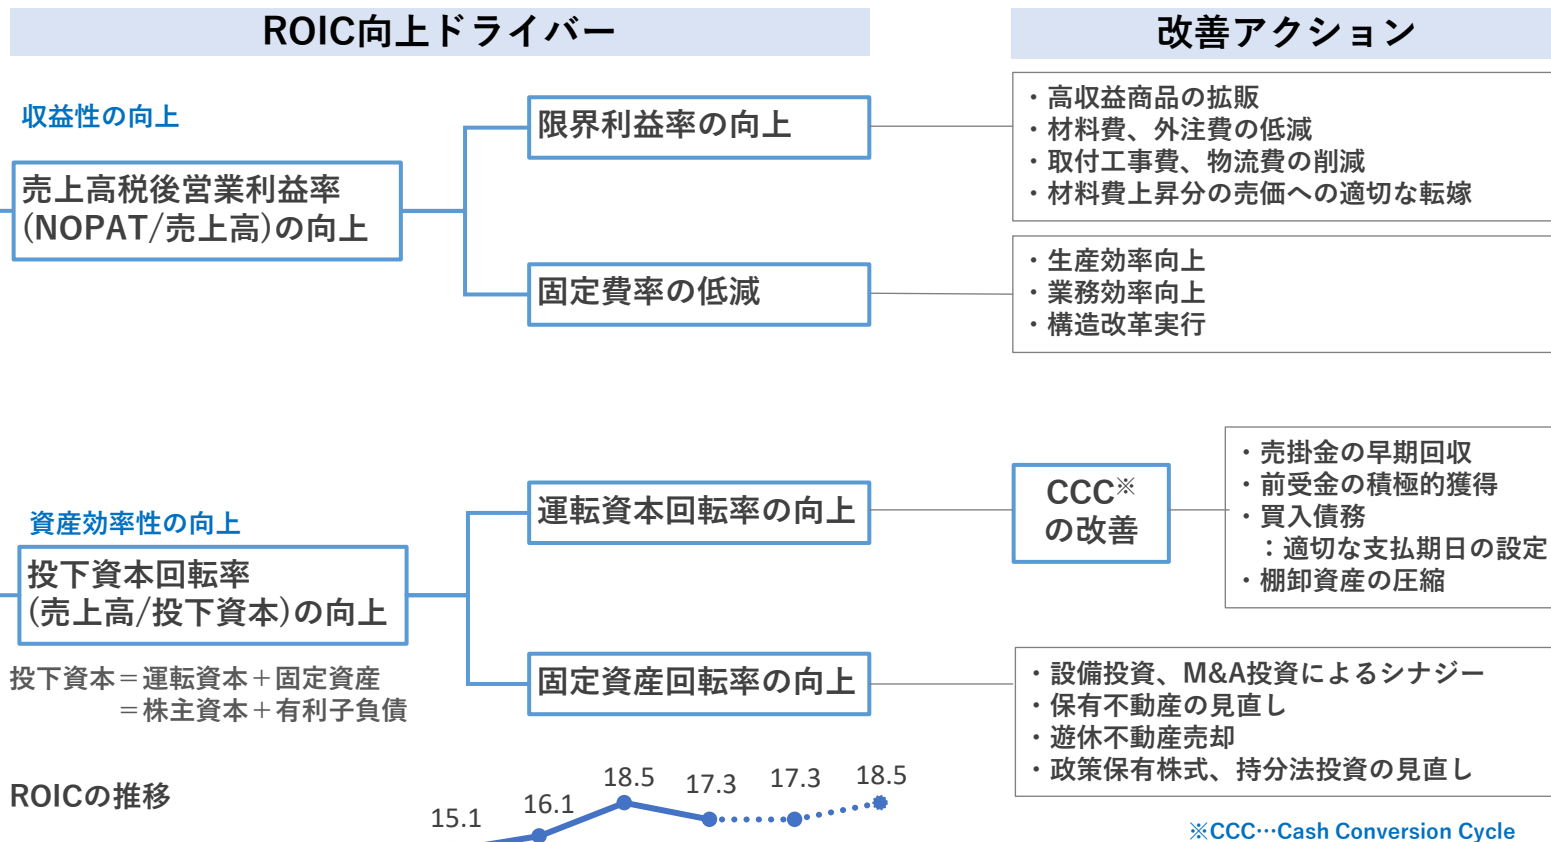 ROIC向上ドライバー
改善アクション
収益性の向上
売上高税後営業利益率
(NOPAT/売上高)の向上
限界利益率の向上
・高収益商品の拡販
・材料費、外注費の低減
・取付工事費、物流費の削減
・材料費上昇分の売価への適切な転嫁
固定費率の低減
・生産効率向上
・業務効率向上
・構造改革実行
資産効率性の向上
投下資本回転率
(売上高/投下資本)の向上
投下資本＝運転資本＋固定資産
＝株主資本＋有利子負債
運転資本回転率の向上
CCC※
の改善
・売掛金の早期回収
・前受金の積極的獲得
・買入債務
：適切な支払期日の設定
・棚卸資産の圧縮
固定資産回転率の向上
・設備投資、M&A投資によるシナジー
・保有不動産の見直し
・遊休不動産売却
・政策保有株式、持分法投資の見直し
ROICの推移
15.1
16.1
18.5
17.3
17.3
18.5
※CCC…Cash Conversion Cycle